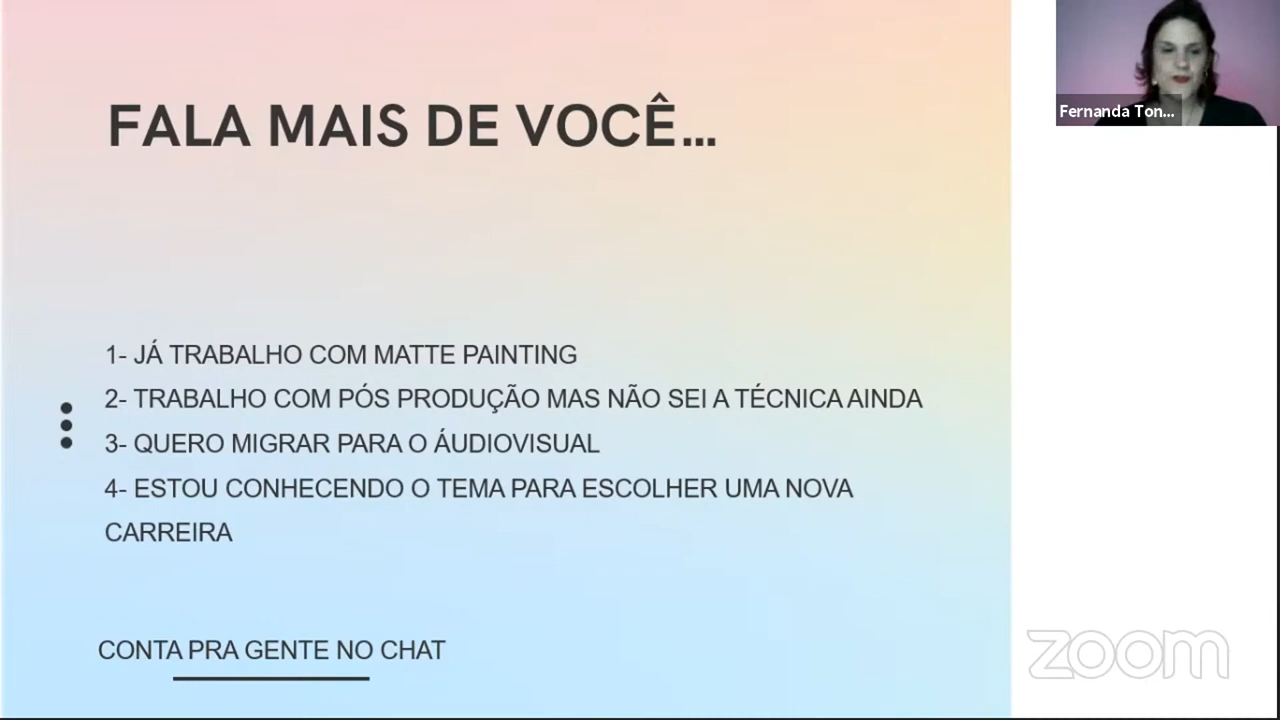 FALA MAIS DE VOCÊ...
Fernanda Ton...
1- JÁ TRABALHO COM MATTE PAINTING
2- TRABALHO COM PÓS PRODUÇÃO MAS NÃO SEI A TÉCNICA AINDA
3- QUERO MIGRAR PARA O ÁUDIOVISUAL
4- ESTOU CONHECENDO O TEMA PARA ESCOLHER UMA NOVA
CARREIRA
CONTA PRA GENTE NO CHAT
zoom